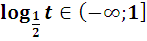 log_{1/2} t ∈ (−∞;1]